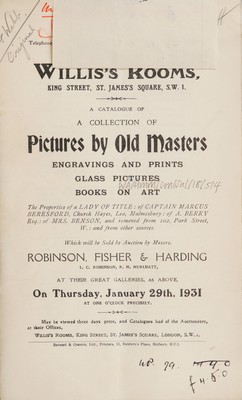 Telephone
WILLIS'S ROOMS,
KING STREET, ST. JAMES'S SQUARE, S.W. 1.
A CATALOGUE OF
A COLLECTION OF
Pictures by Old Masters
ENGRAVINGS AND PRINTS
GLASS PICTURES
BOOKS ON ART
The Properties of a LADY OF TITLE: of CAPTAIN MARCUS
BERESFORD, Church Hayes, Lea, Malmesbury: of A. BERRY
Esq.: of MRS. BENSON, and removed from 102, Park Street,
W.: and from other sources.
Which will be Sold by Auction by Messrs.
ROBINSON, FISHER & HARDING
AT THEIR GREAT GALLERIES, as ABOVE,
On Thursday, January 29th, 1931
AT ONE O'CLOCK PRECISELY.
May be viewed three days prior, and Catalogues had of the Auctioneers,
at their Offices,
WILLIS'S ROOMS, KING STREET, ST. JAMES'S SQUARE, LONDON, S.W. 1.